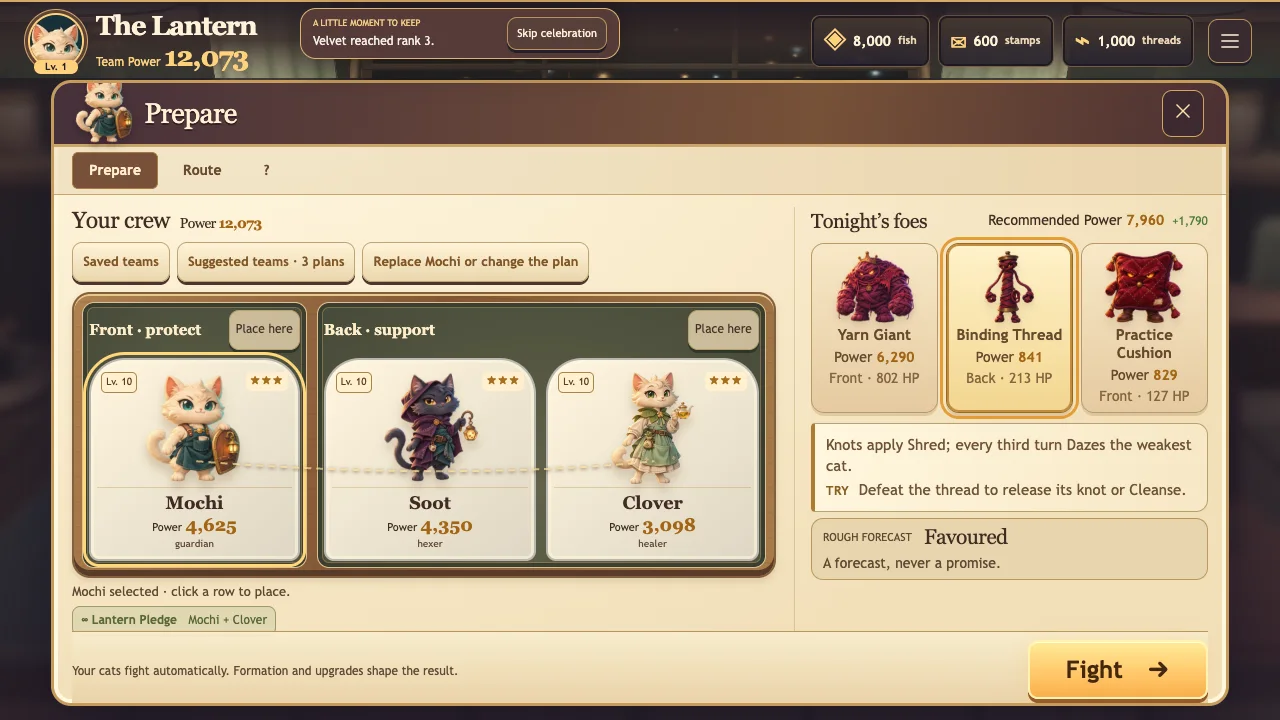 The Lantern
Lv. 1
Team Power 12,073
A LITTLE MOMENT TO KEEP
Velvet reached rank 3.
Skip celebration
8,000 fish
600 stamps
1,000 threads
Prepare
Prepare
Route
?
Your crew Power 12,073
Saved teams
Suggested teams · 3 plans
Replace Mochi or change the plan
Front · protect
Place here
Back · support
Place here
Lv. 10
Mochi
Power 4,625
guardian
Lv. 10
Soot
Power 4,350
hexer
Lv. 10
Clover
Power 3,098
healer
Mochi selected · click a row to place.
∞ Lantern Pledge Mochi + Clover
Tonight's foes
Recommended Power 7,960 +1,790
Yarn Giant
Power 6,290
Front · 802 HP
Binding Thread
Power 841
Back · 213 HP
Practice
Cushion
Power 829
Front · 127 HP
Knots apply Shred; every third turn Dazes the weakest
cat.
TRY Defeat the thread to release its knot or Cleanse.
ROUGH FORECAST Favoured
A forecast, never a promise.
Your cats fight automatically. Formation and upgrades shape the result.
Fight →